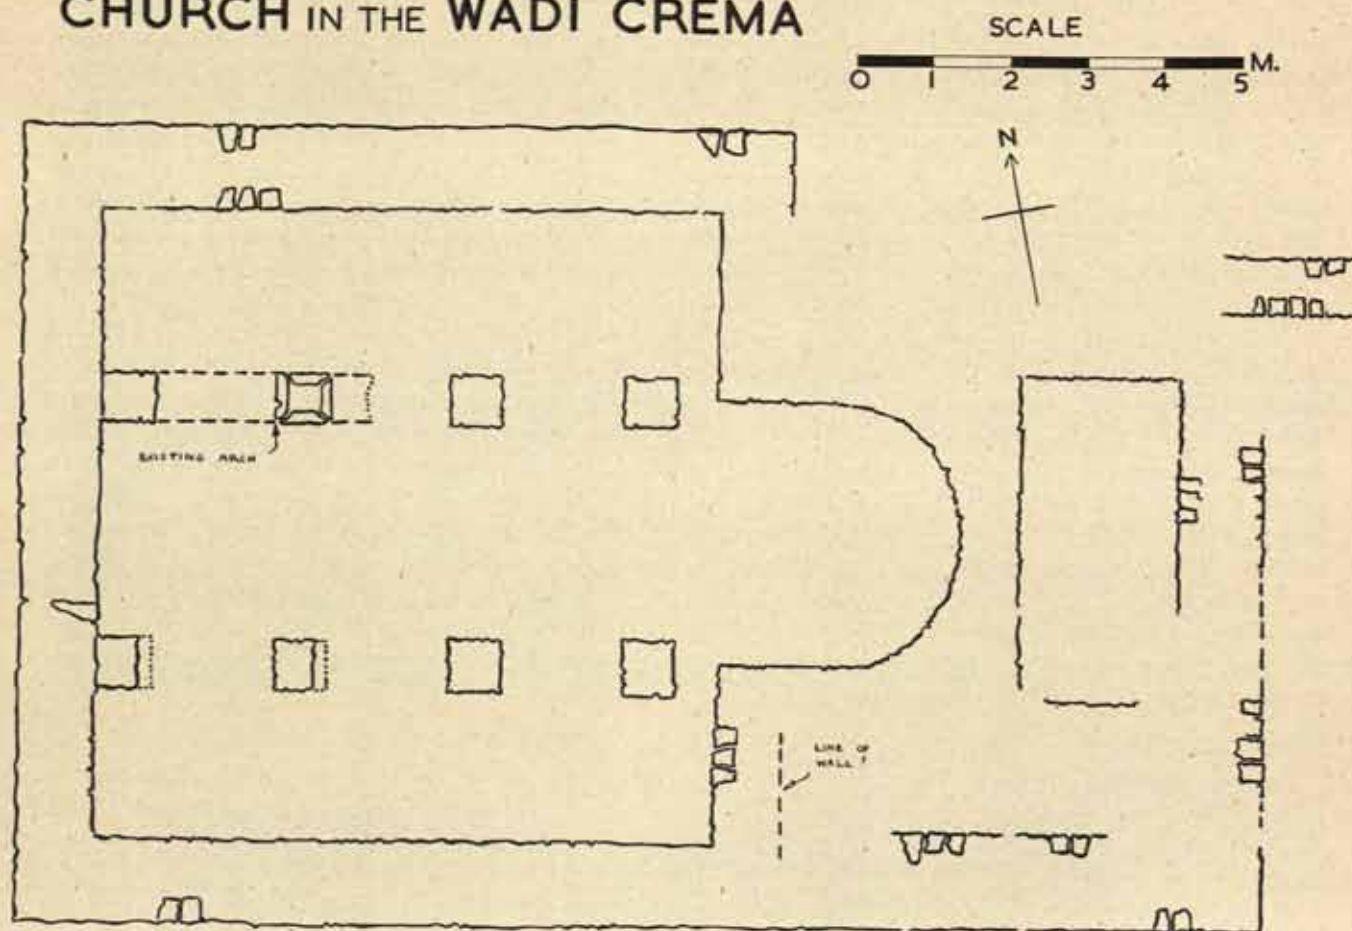 CHURCH IN THE WADI CREMA
SCALE
0 1 2 3 4 5 M.
N
EXISTING ARCH
LINE OF
WALL ?